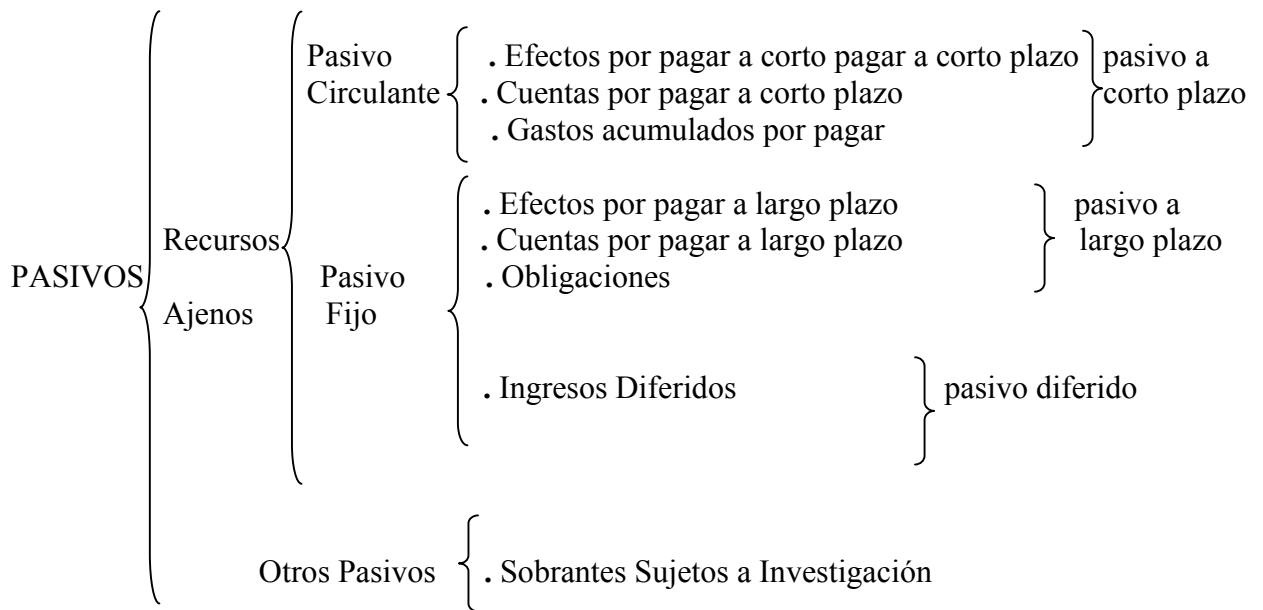 Pasivo . Efectos por pagar a corto pagar a corto plazo pasivo a
Circulante . Cuentas por pagar a corto plazo corto plazo
. Gastos acumulados por pagar
. Efectos por pagar a largo plazo pasivo a
Recursos . Cuentas por pagar a largo plazo largo plazo
PASIVOS Pasivo . Obligaciones
Ajenos Fijo
. Ingresos Diferidos pasivo diferido
Otros Pasivos . Sobrantes Sujetos a Investigación